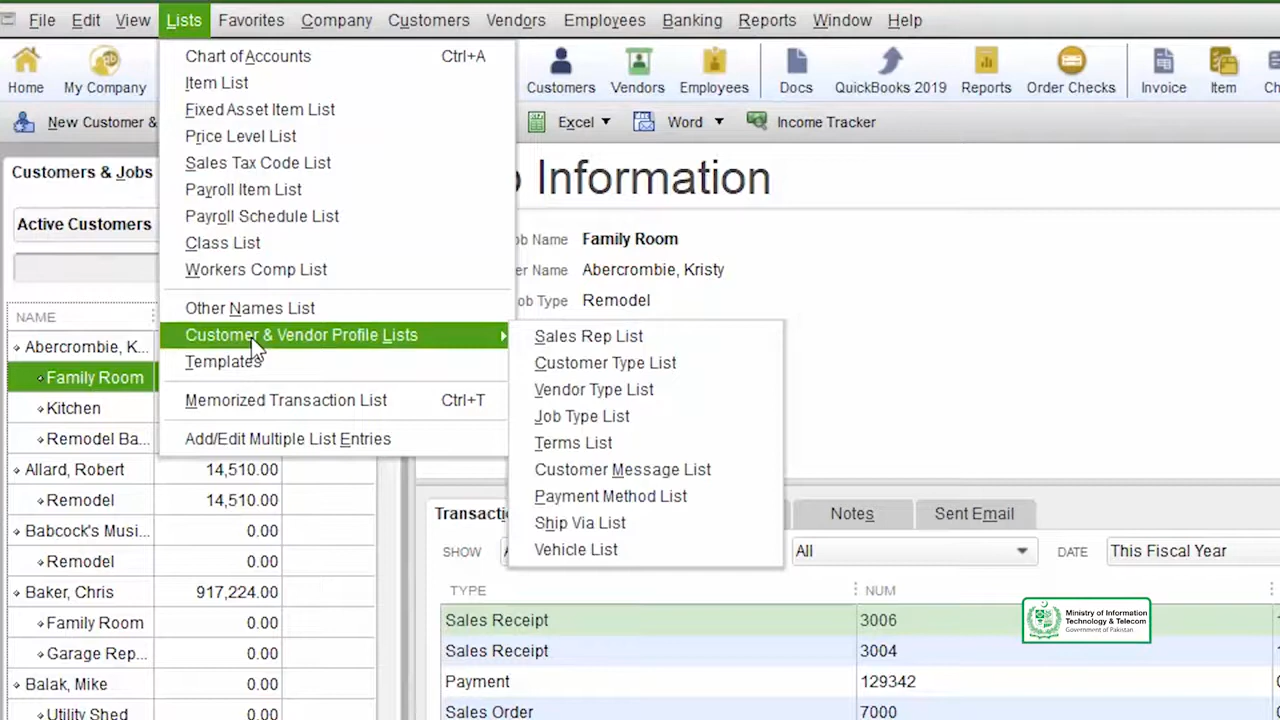 File Edit View Lists Favorites Company Customers Vendors Employees Banking Reports Window Help
Home My Company Customers Vendors Employees Docs QuickBooks 2019 Reports Order Checks Invoice Item
New Customer & Excel Word Income Tracker
Customers & Jobs
Active Customers
NAME
Abercrombie, K...
Family Room
Kitchen
Remodel Ba...
Allard, Robert 14,510.00
Remodel 14,510.00
Babcock's Musi... 0.00
Remodel 0.00
Baker, Chris 917,224.00
Family Room 0.00
Garage Rep... 0.00
Balak, Mike 0.00
Utility Shed 0.00
Chart of Accounts Ctrl+A
Item List
Fixed Asset Item List
Price Level List
Sales Tax Code List
Payroll Item List
Payroll Schedule List
Class List
Workers Comp List
Other Names List
Customer & Vendor Profile Lists
Templates
Memorized Transaction List Ctrl+T
Add/Edit Multiple List Entries
Sales Rep List
Customer Type List
Vendor Type List
Job Type List
Terms List
Customer Message List
Payment Method List
Ship Via List
Vehicle List
Information
Name Family Room
Name Abercrombie, Kristy
Type Remodel
Notes Sent Email
SHOW All DATE This Fiscal Year
TYPE NUM
Sales Receipt 3006
Sales Receipt 3004
Payment 129342
Sales Order 7000
Ministry of Information
Technology & Telecom
Government of Pakistan